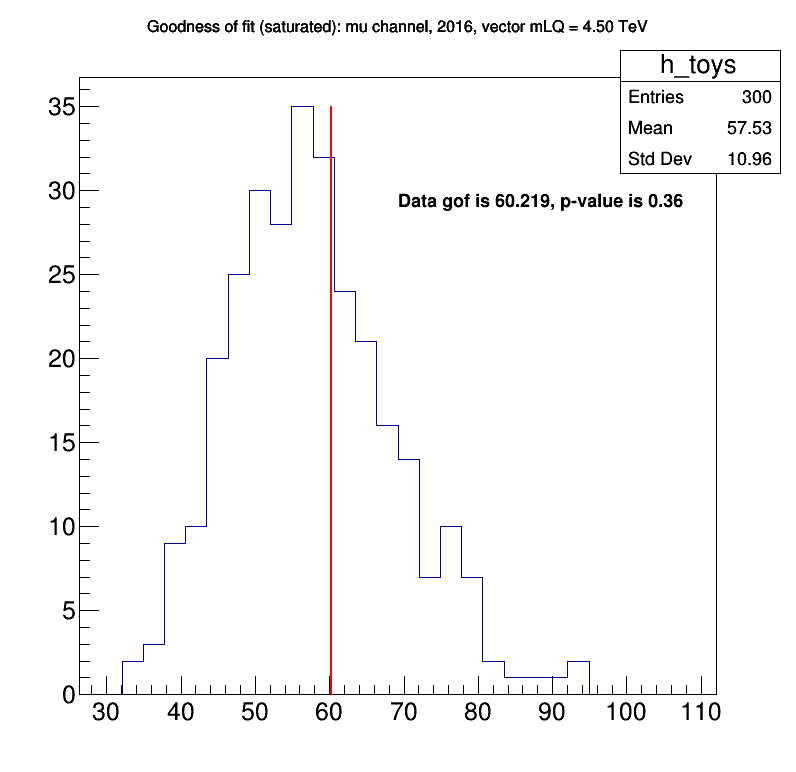 Goodness of fit (saturated): mu channel, 2016, vector mLQ = 4.50 TeV
h_toys
Entries 300
Mean 57.53
Std Dev 10.96
Data gof is 60.219, p-value is 0.36
35
30
25
20
15
10
5
0
30 40 50 60 70 80 90 100 110